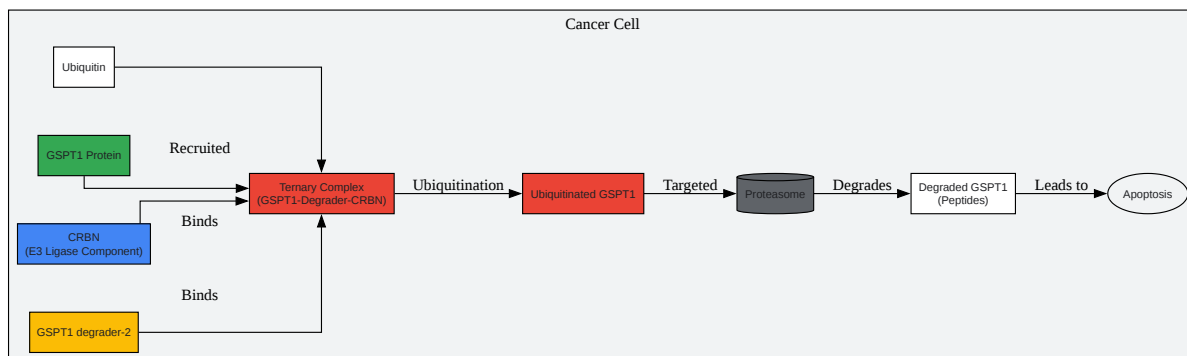 Cancer Cell
Ubiquitin
GSPT1 Protein
Recruited
CRBN
(E3 Ligase Component)
Binds
GSPT1 degrader-2
Binds
Ternary Complex
(GSPT1-Degrader-CRBN)
Ubiquitination
Ubiquitinated GSPT1
Targeted
Proteasome
Degrades
Degraded GSPT1
(Peptides)
Leads to
Apoptosis